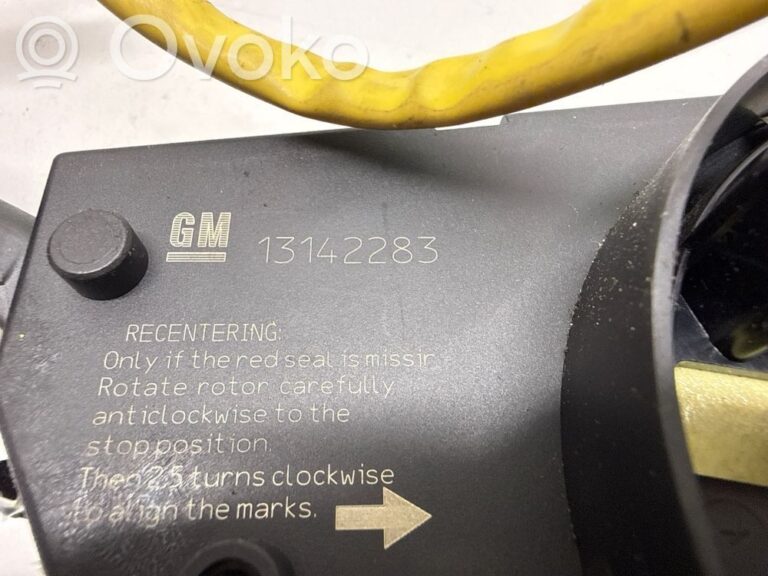 Ovoko
GM 13142283
RECENTERING:
Only if the red seal is missin
Rotate rotor carefully
anticlockwise to the
stop position.
Then 2,5 turns clockwise
to align the marks.